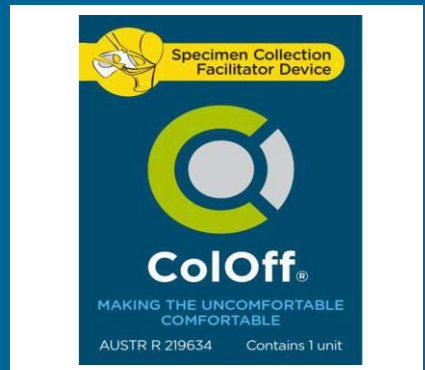 Specimen Collection
Facilitator Device
ColOff®
MAKING THE UNCOMFORTABLE
COMFORTABLE
AUSTR R 219634 Contains 1 unit